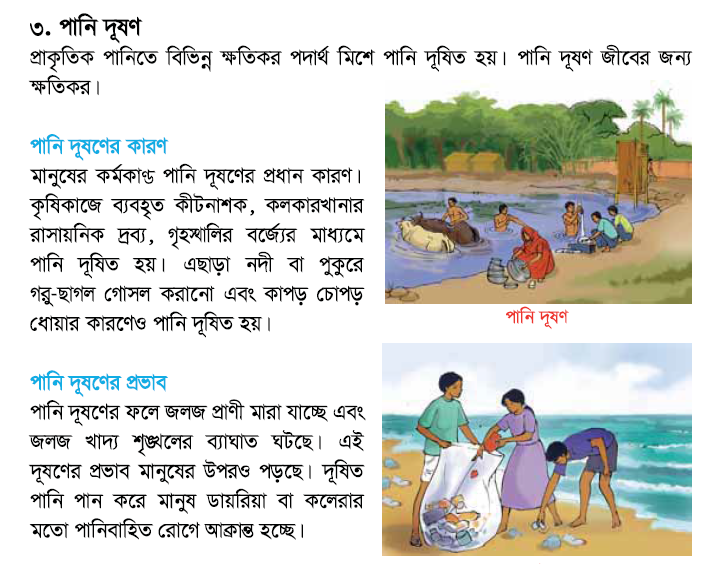 ৩. পানি দূষণ
প্রাকৃতিক পানিতে বিভিন্ন ক্ষতিকর পদার্থ মিশে পানি দূষিত হয়। পানি দূষণ জীবের জন্য
ক্ষতিকর।
পানি দূষণের কারণ
মানুষের কর্মকাণ্ড পানি দূষণের প্রধান কারণ।
কৃষিকাজে ব্যবহৃত কীটনাশক, কলকারখানার
রাসায়নিক দ্রব্য, গৃহস্থালির বর্জ্যের মাধ্যমে
পানি দূষিত হয়। এছাড়া নদী বা পুকুরে
গরু-ছাগল গোসল করানো এবং কাপড় চোপড়
ধোয়ার কারণেও পানি দূষিত হয়।
পানি দূষণ
পানি দূষণের প্রভাব
পানি দূষণের ফলে জলজ প্রাণী মারা যাচ্ছে এবং
জলজ খাদ্য শৃঙ্খলের ব্যাঘাত ঘটছে। এই
দূষণের প্রভাব মানুষের উপরও পড়ছে। দূষিত
পানি পান করে মানুষ ডায়রিয়া বা কলেরার
মতো পানিবাহিত রোগে আক্রান্ত হচ্ছে।